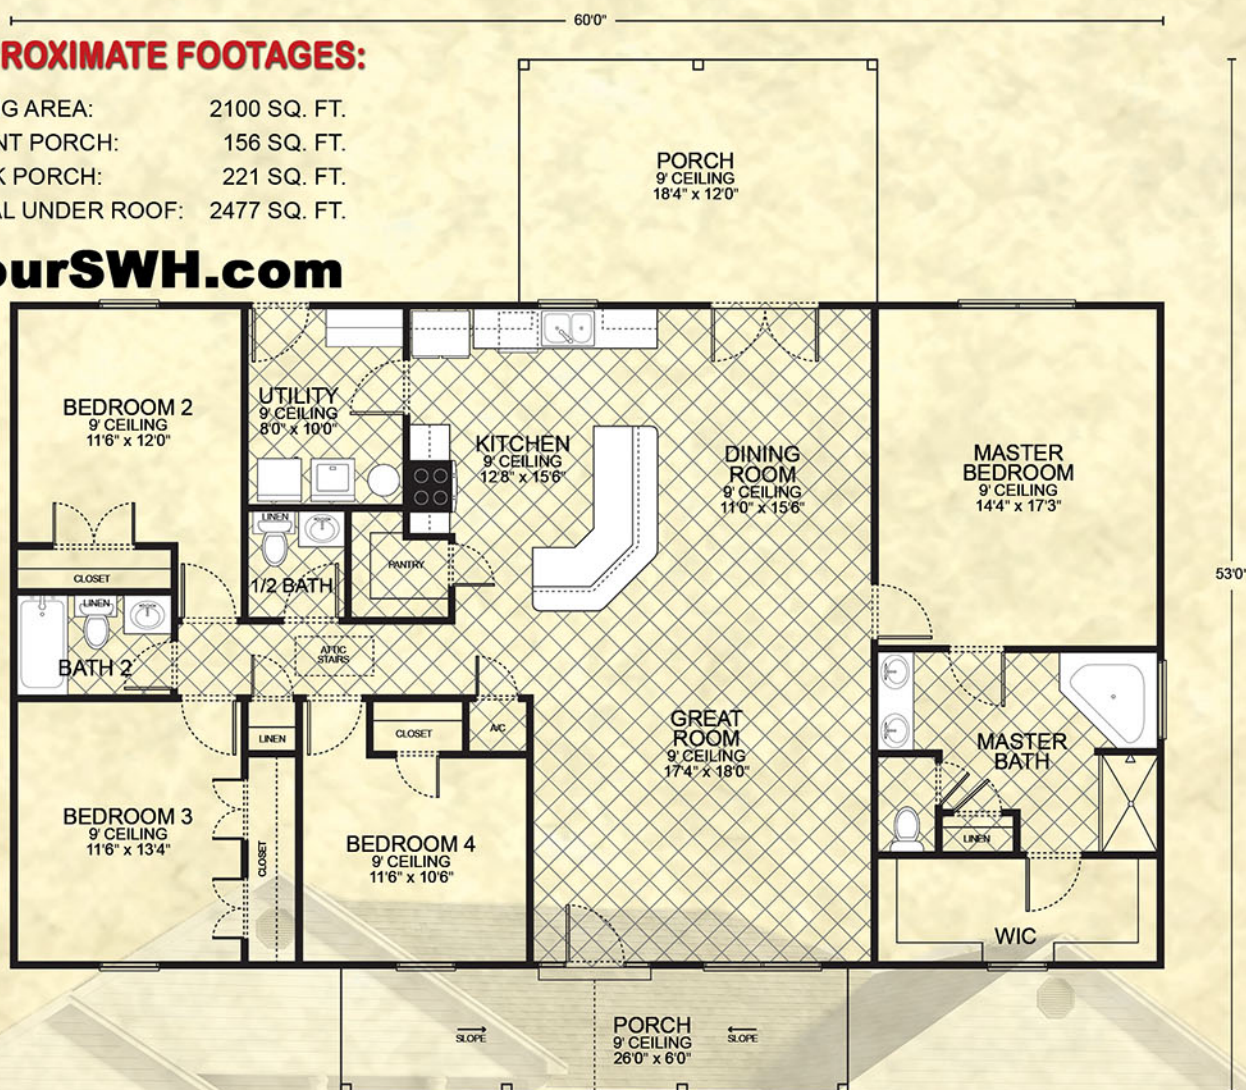 60'0"
ROXIMATE FOOTAGES:
G AREA: 2100 SQ. FT.
NT PORCH: 156 SQ. FT.
K PORCH: 221 SQ. FT.
AL UNDER ROOF: 2477 SQ. FT.
ourSWH.com
PORCH
9' CEILING
18'4" x 12'0"
BEDROOM 2
9' CEILING
11'6" x 12'0"
UTILITY
9' CEILING
8'0" x 10'0"
KITCHEN
9' CEILING
12'8" x 15'6"
DINING
ROOM
9' CEILING
11'0" x 15'6"
MASTER
BEDROOM
9' CEILING
14'4" x 17'3"
53'0"
CLOSET
LINEN
1/2 BATH
PANTRY
LINEN
BATH 2
ATTIC
STAIRS
LINEN
CLOSET
A/C
GREAT
ROOM
9' CEILING
17'4" x 18'0"
MASTER
BATH
LINEN
BEDROOM 3
9' CEILING
11'6" x 13'4"
CLOSET
BEDROOM 4
9' CEILING
11'6" x 10'6"
WIC
SLOPE
PORCH
9' CEILING
26'0" x 6'0"
SLOPE